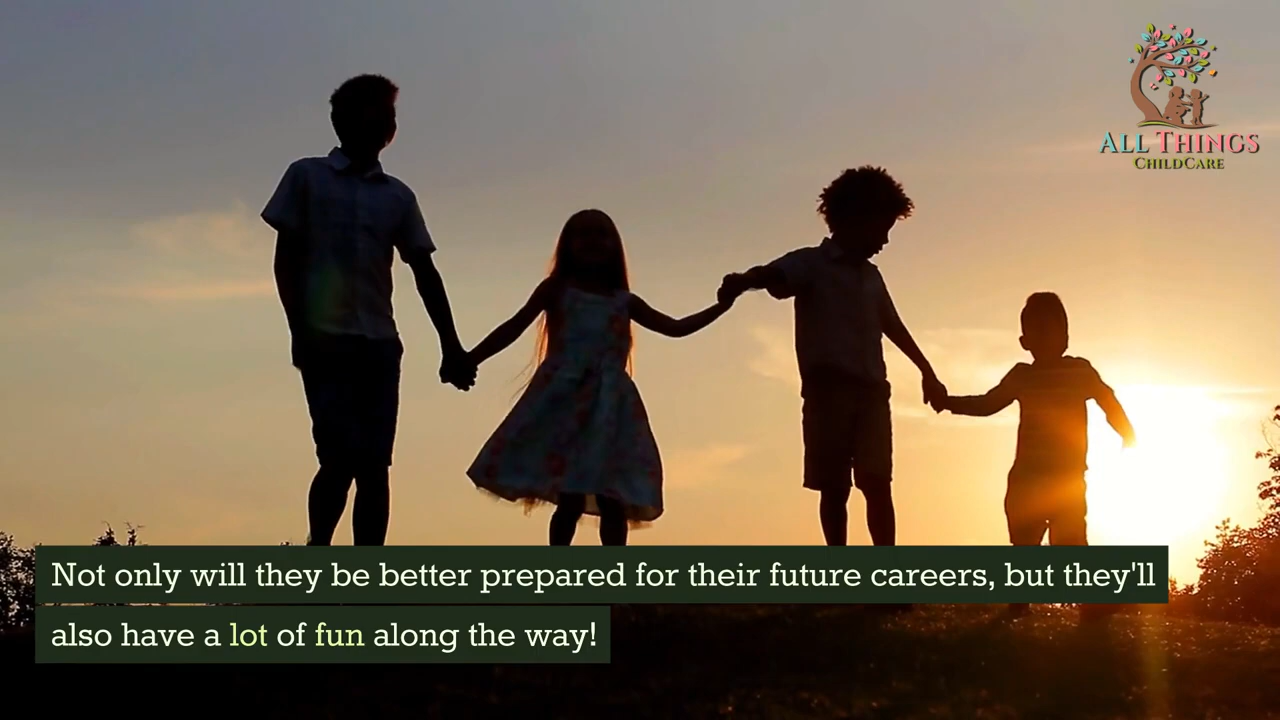 ALL THINGS
CHILDCARE
Not only will they be better prepared for their future careers, but they'll
also have a lot of fun along the way!